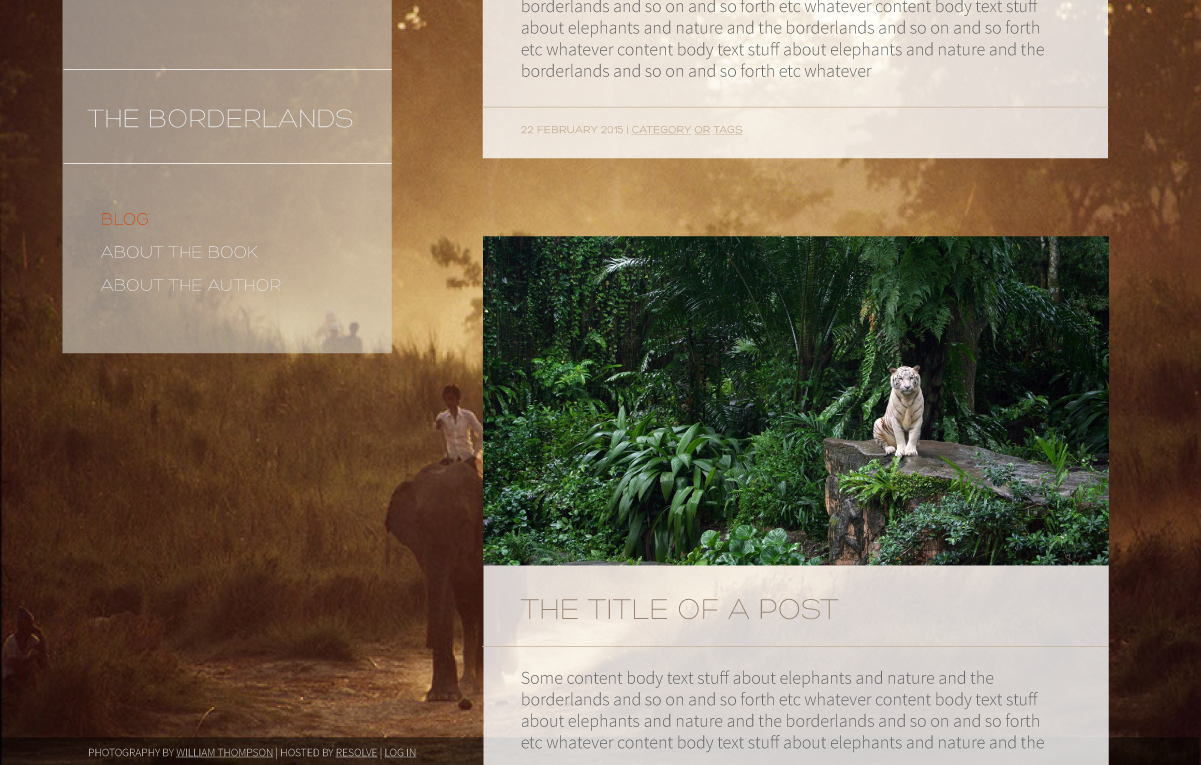 THE BORDERLANDS
BLOG
ABOUT THE BOOK
ABOUT THE AUTHOR
borderlands and so on and so forth etc whatever content body text stuff
about elephants and nature and the borderlands and so on and so forth
etc whatever content body text stuff about elephants and nature and the
borderlands and so on and so forth etc whatever
22 FEBRUARY 2015 | CATEGORY OR TAGS
THE TITLE OF A POST
Some content body text stuff about elephants and nature and the
borderlands and so on and so forth etc whatever content body text stuff
about elephants and nature and the borderlands and so on and so forth
etc whatever content body text stuff about elephants and nature and the
PHOTOGRAPHY BY WILLIAM THOMPSON | HOSTED BY RESOLVE | LOG IN